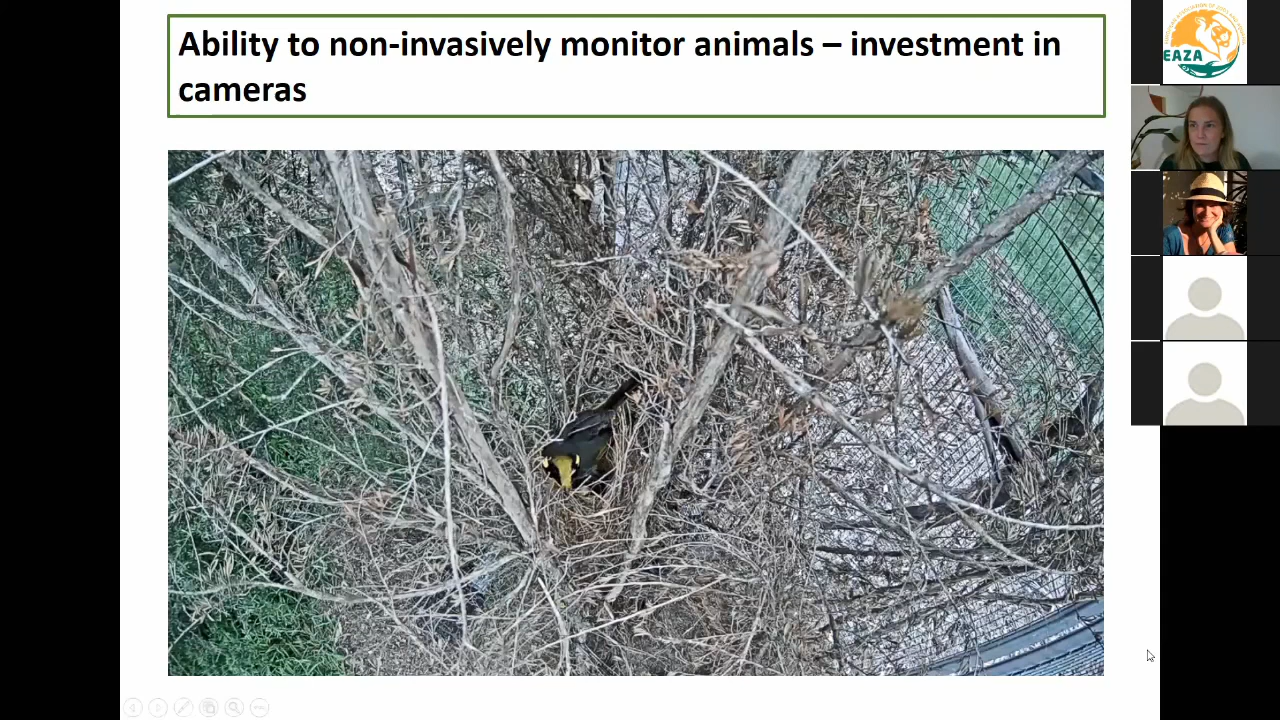 Ability to non-invasively monitor animals – investment in
cameras
EAZA